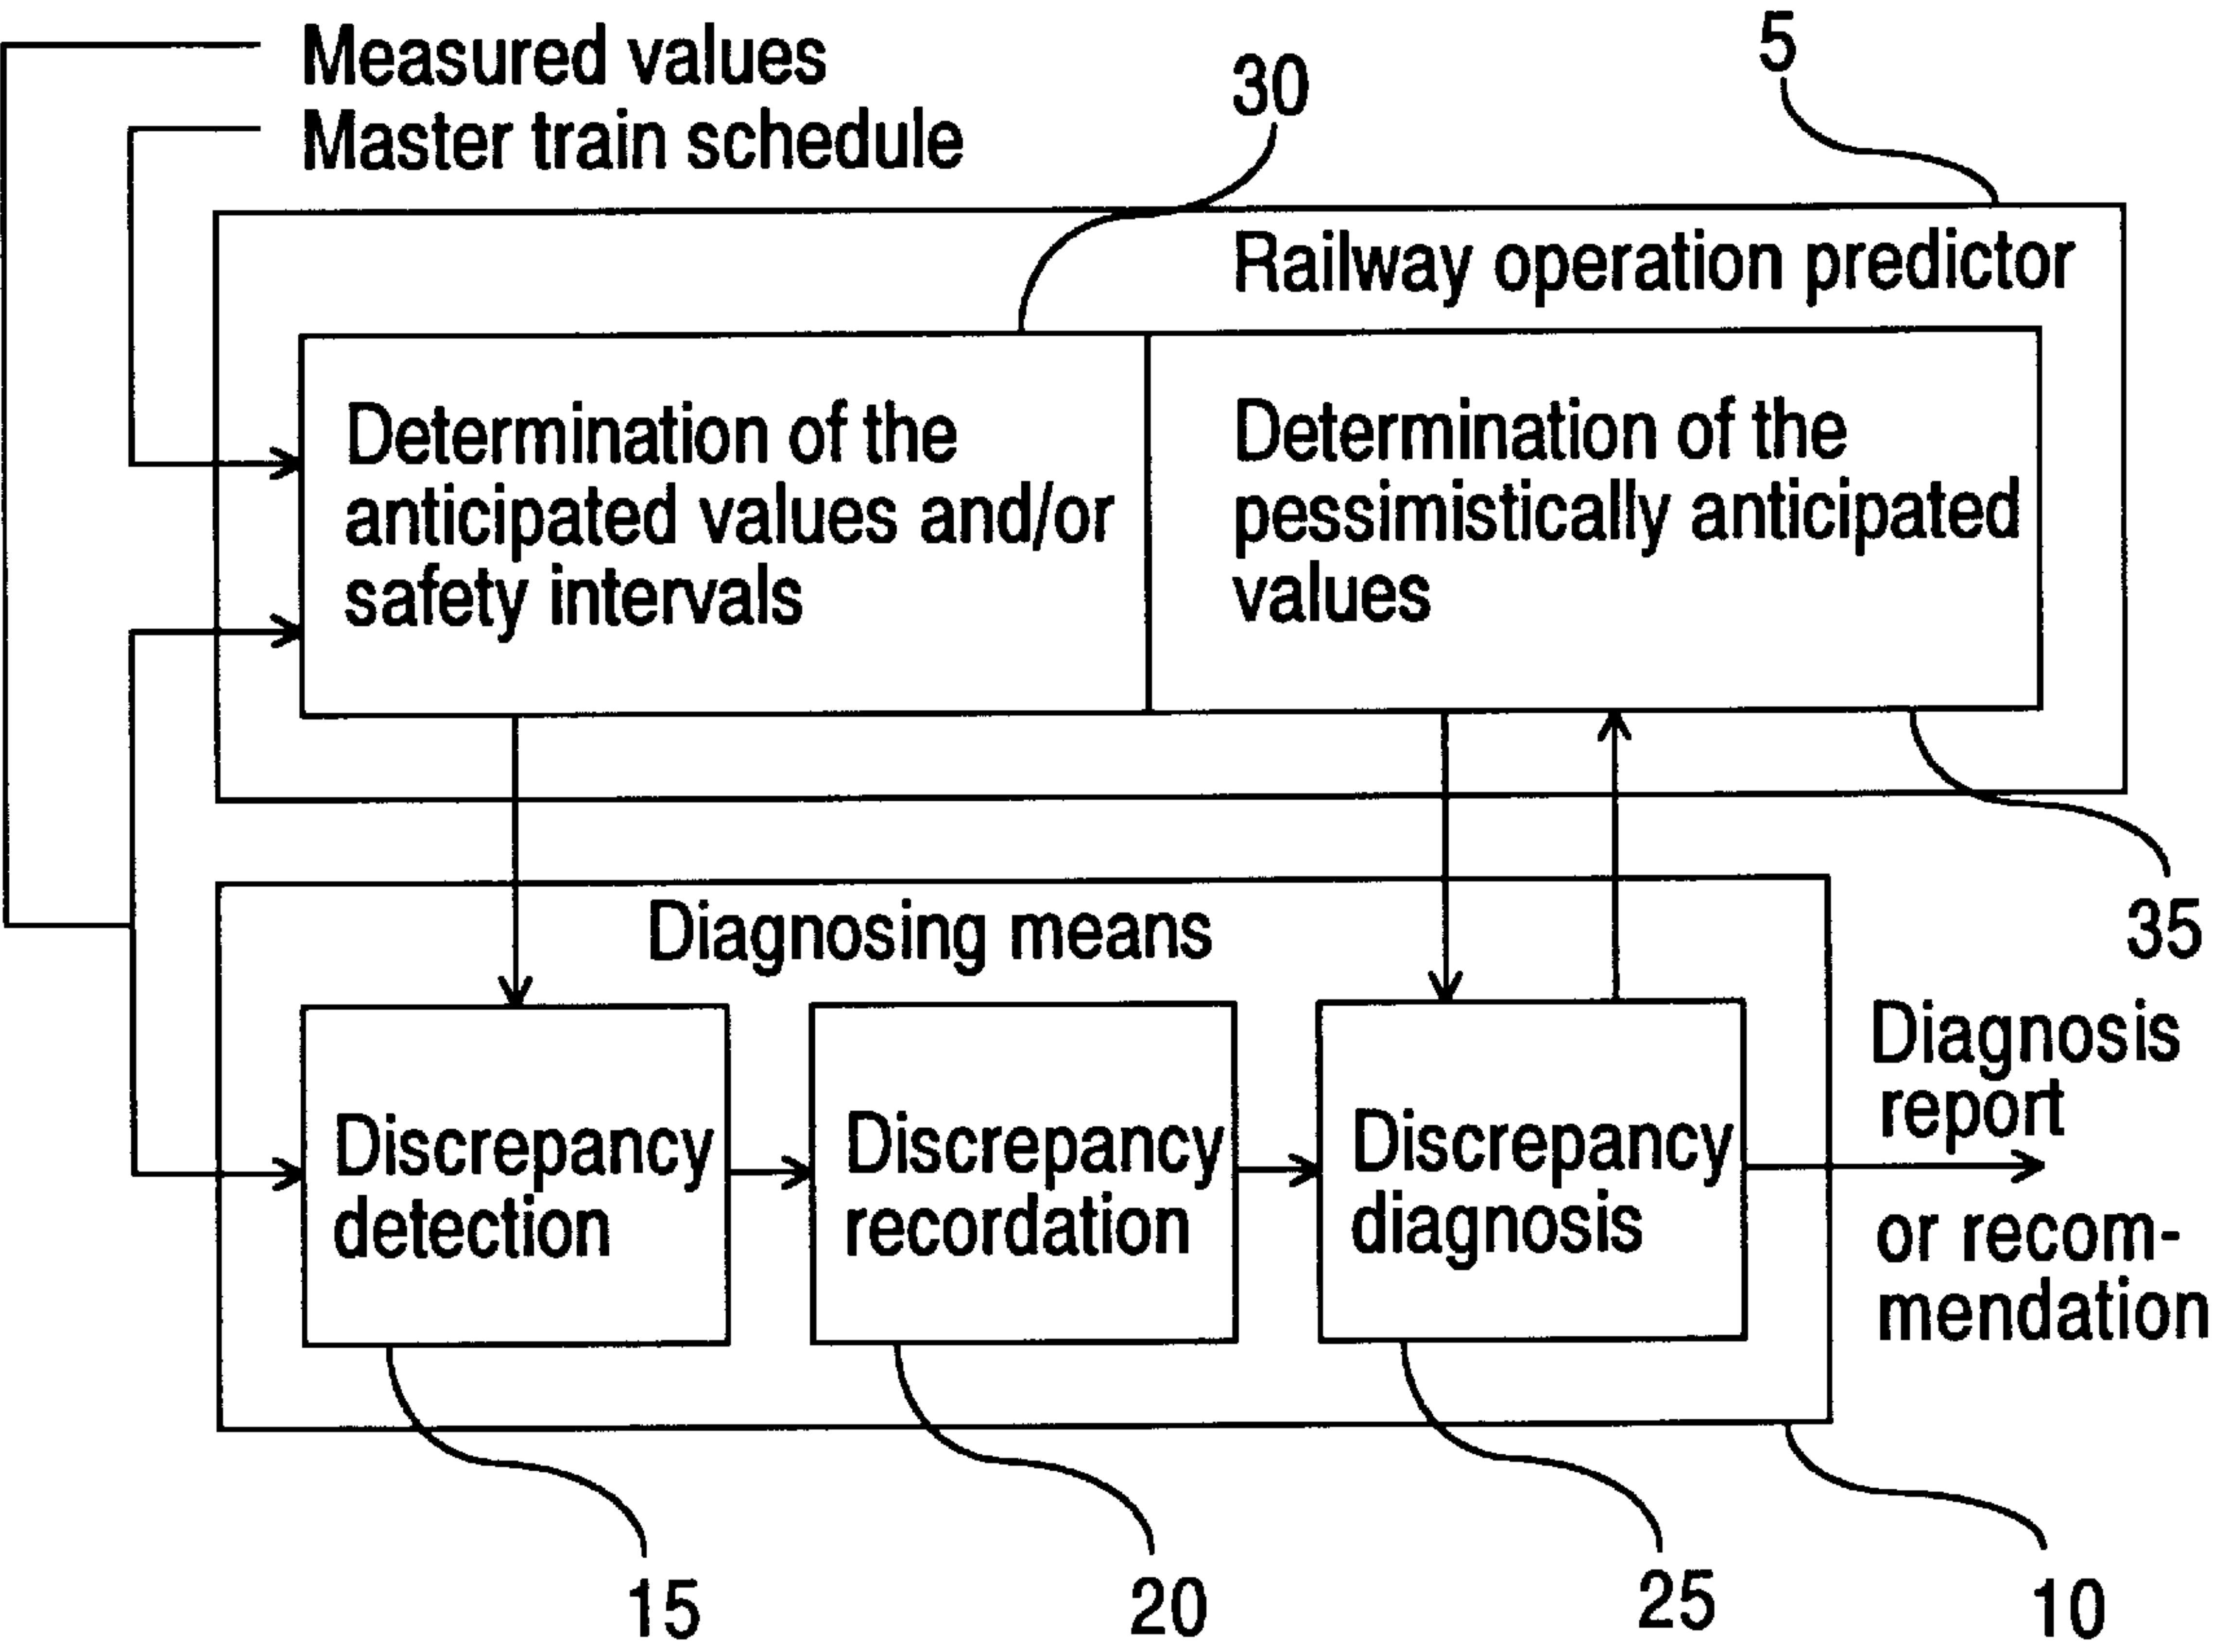 Measured values
Master train schedule
30
5
Railway operation predictor
Determination of the
anticipated values and/or
safety intervals
Determination of the
pessimistically anticipated
values
35
Diagnosing means
Discrepancy
detection
Discrepancy
recordation
Discrepancy
diagnosis
Diagnosis
report
or recom-
mendation
15
20
25
10